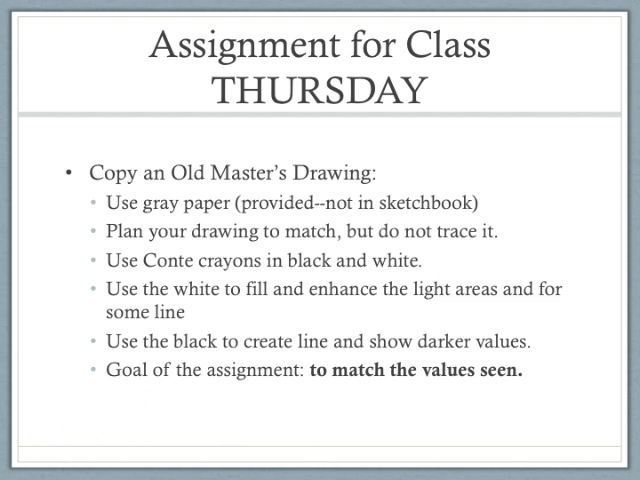 Assignment for Class
THURSDAY
• Copy an Old Master's Drawing:
• Use gray paper (provided--not in sketchbook)
• Plan your drawing to match, but do not trace it.
• Use Conte crayons in black and white.
• Use the white to fill and enhance the light areas and for
some line
• Use the black to create line and show darker values.
• Goal of the assignment: to match the values seen.